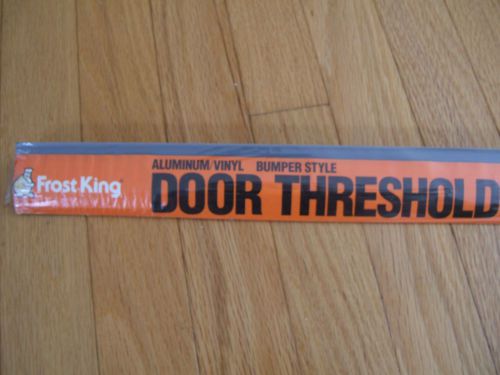 Frost King
ALUMINUM/VINYL BUMPER STYLE
DOOR THRESHOLD